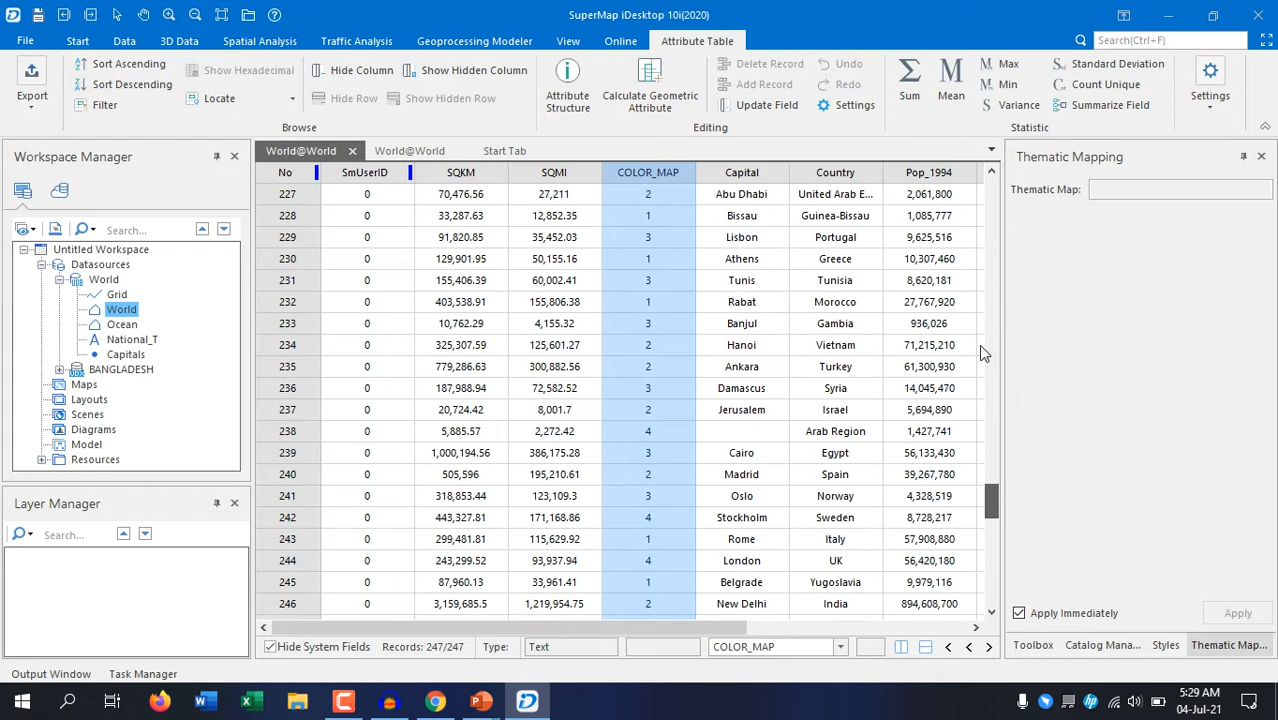 SuperMap iDesktop 10i(2020)
File Start Data 3D Data Spatial Analysis Traffic Analysis Geoprocessing Modeler View Online Attribute Table Search(Ctrl+F)
Sort Ascending Show Hexadecimal Hide Column Show Hidden Column Delete Record Undo Max Standard Deviation
Export Sort Descending Locate Hide Row Show Hidden Row Attribute Structure Calculate Geometric Attribute Add Record Redo Sum Mean Min Count Unique Settings
Filter Update Field Settings Variance Summarize Field
Browse Editing Statistic
Workspace Manager World@World World@World Start Tab Thematic Mapping
No SmUserID SQKM SQMI COLOR_MAP Capital Country Pop_1994 Thematic Map:
227 0 70,476.56 27,211 2 Abu Dhabi United Arab E... 2,061,800
228 0 33,287.63 12,852.35 1 Bissau Guinea-Bissau 1,085,777
229 0 91,820.85 35,452.03 3 Lisbon Portugal 9,625,516
230 0 129,901.95 50,155.16 1 Athens Greece 10,307,460
231 0 155,406.39 60,002.41 3 Tunis Tunisia 8,620,181
232 0 403,538.91 155,806.38 1 Rabat Morocco 27,767,920
233 0 10,762.29 4,155.32 3 Banjul Gambia 936,026
234 0 325,307.59 125,601.27 2 Hanoi Vietnam 71,215,210
235 0 779,286.63 300,882.56 2 Ankara Turkey 61,300,930
236 0 187,988.94 72,582.52 3 Damascus Syria 14,045,470
237 0 20,724.42 8,001.7 2 Jerusalem Israel 5,694,890
238 0 5,885.57 2,272.42 4 Arab Region 1,427,741
239 0 1,000,194.56 386,175.28 3 Cairo Egypt 56,133,430
240 0 505,596 195,210.61 2 Madrid Spain 39,267,780
241 0 318,853.44 123,109.3 3 Oslo Norway 4,328,519
242 0 443,327.81 171,168.86 4 Stockholm Sweden 8,728,217
243 0 299,481.81 115,629.92 1 Rome Italy 57,908,880
244 0 243,299.52 93,937.94 4 London UK 56,420,180
245 0 87,960.13 33,961.41 1 Belgrade Yugoslavia 9,979,116
246 0 3,159,685.5 1,219,954.75 2 New Delhi India 894,608,700
Search...
Untitled Workspace
Datasources
World
Grid
World
Ocean
National_T
Capitals
BANGLADESH
Maps
Layouts
Scenes
Diagrams
Model
Resources
Layer Manager
Search...
Apply Immediately Apply
Hide System Fields Records: 247/247 Type: Text COLOR_MAP Toolbox Catalog Mana... Styles Thematic Map...
Output Window Task Manager
5:29 AM
04-Jul-21